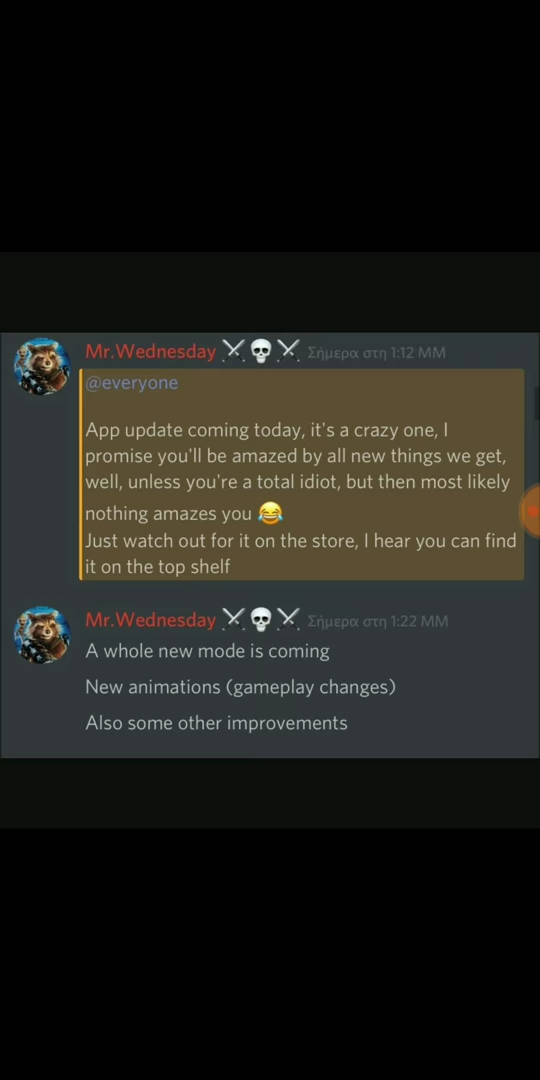 Mr.Wednesday ⚔️💀⚔️ Σήμερα στη 1:12 MM
@everyone
App update coming today, it's a crazy one, I
promise you'll be amazed by all new things we get,
well, unless you're a total idiot, but then most likely
nothing amazes you 😂
Just watch out for it on the store, I hear you can find
it on the top shelf
Mr.Wednesday ⚔️💀⚔️ Σήμερα στη 1:22 MM
A whole new mode is coming
New animations (gameplay changes)
Also some other improvements